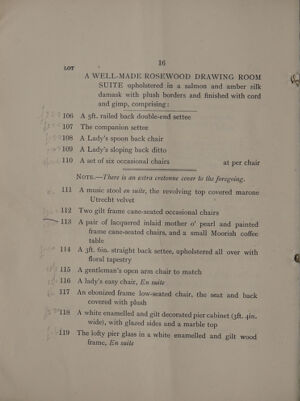 16
LOT
A WELL-MADE ROSEWOOD DRAWING ROOM
SUITE upholstered in a salmon and amber silk
damask with plush borders and finished with cord
and gimp, comprising:
106 A 5ft. railed back double-end settee
107 The companion settee
108 A Lady's spoon back chair
109 A Lady's sloping back ditto
110 A set of six occasional chairs at per chair
NOTE.—There is an extra cretonne cover to the foregoing.
111 A music stool en suite, the revolving top covered marone
Utrecht velvet
112 Two gilt frame cane-seated occasional chairs
113 A pair of lacquered inlaid mother o' pearl and painted
frame cane-seated chairs, and a small Moorish coffee
table
114 A 3ft. 6in. straight back settee, upholstered all over with
floral tapestry
115 A gentleman's open arm chair to match
116 A lady's easy chair, En suite
117 An ebonized frame low-seated chair, the seat and back
covered with plush
118 A white enamelled and gilt decorated pier cabinet (3ft. 4in.
wide), with glazed sides and a marble top
119 The lofty pier glass in a white enamelled and gilt wood
frame, En suite